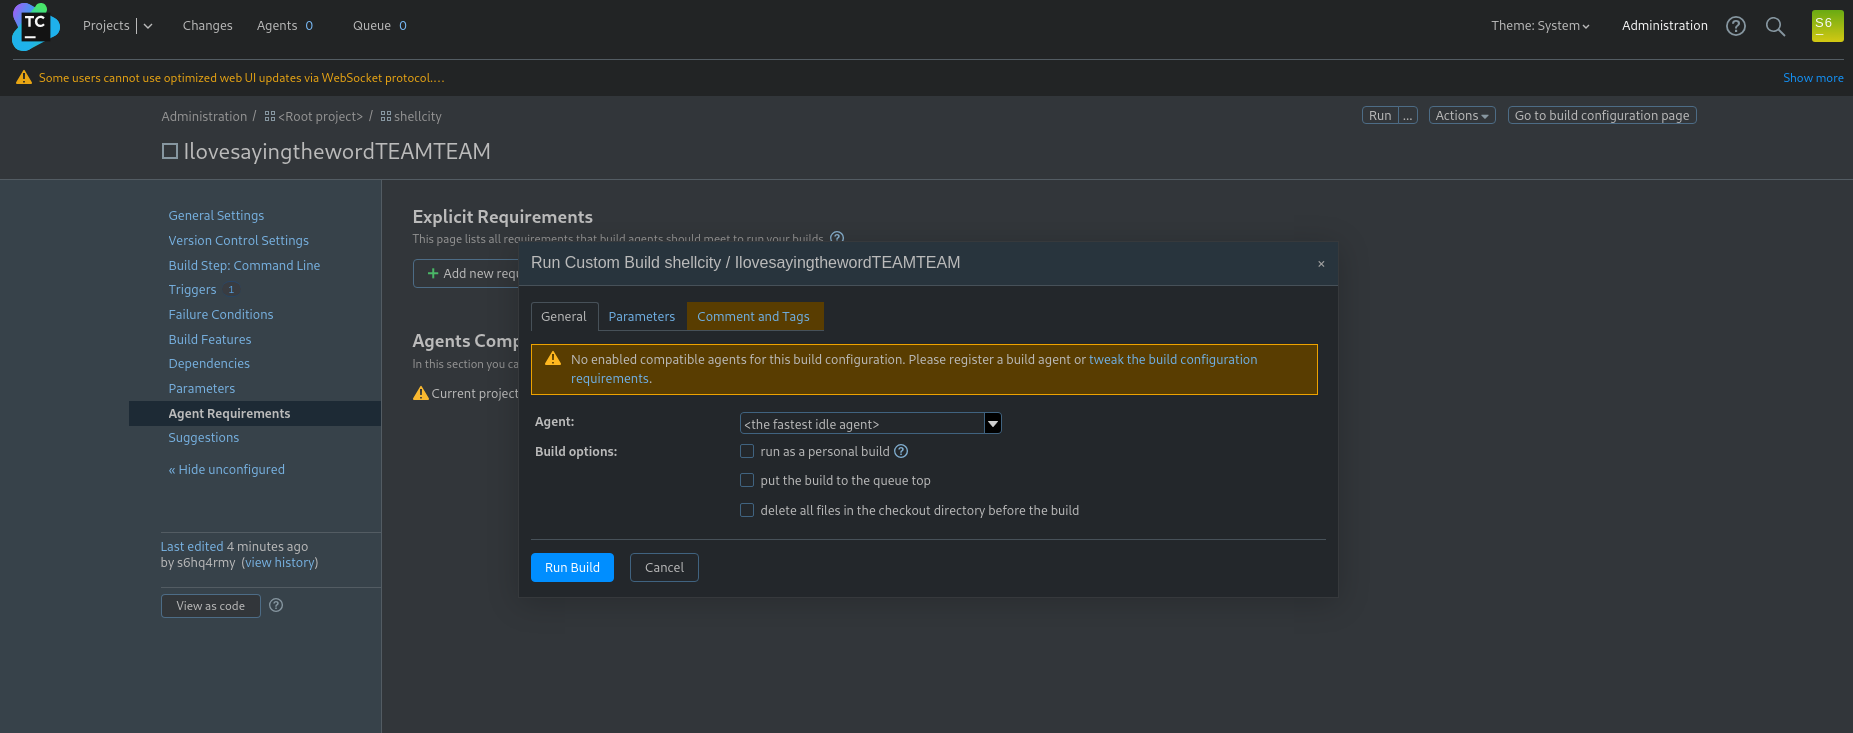 TC
Projects
Changes
Agents 0
Queue 0
Theme: System
Administration
?
S6
Some users cannot use optimized web UI updates via WebSocket protocol....
Show more
Administration / <Root project> / shellcity
Run ...
Actions
Go to build configuration page
IlovesayingthewordTEAMTEAM
General Settings
Version Control Settings
Build Step: Command Line
Triggers 1
Failure Conditions
Build Features
Dependencies
Parameters
Agent Requirements
Suggestions
« Hide unconfigured
Last edited 4 minutes ago
by s6hq4rmy (view history)
View as code ?
Explicit Requirements
This page lists all requirements that build agents should meet to run your builds. ?
+ Add new requ
Agents Comp
In this section you ca
Current project
Run Custom Build shellcity / IlovesayingthewordTEAMTEAM
×
General
Parameters
Comment and Tags
No enabled compatible agents for this build configuration. Please register a build agent or tweak the build configuration
requirements.
Agent:
<the fastest idle agent>
Build options:
run as a personal build ?
put the build to the queue top
delete all files in the checkout directory before the build
Run Build
Cancel